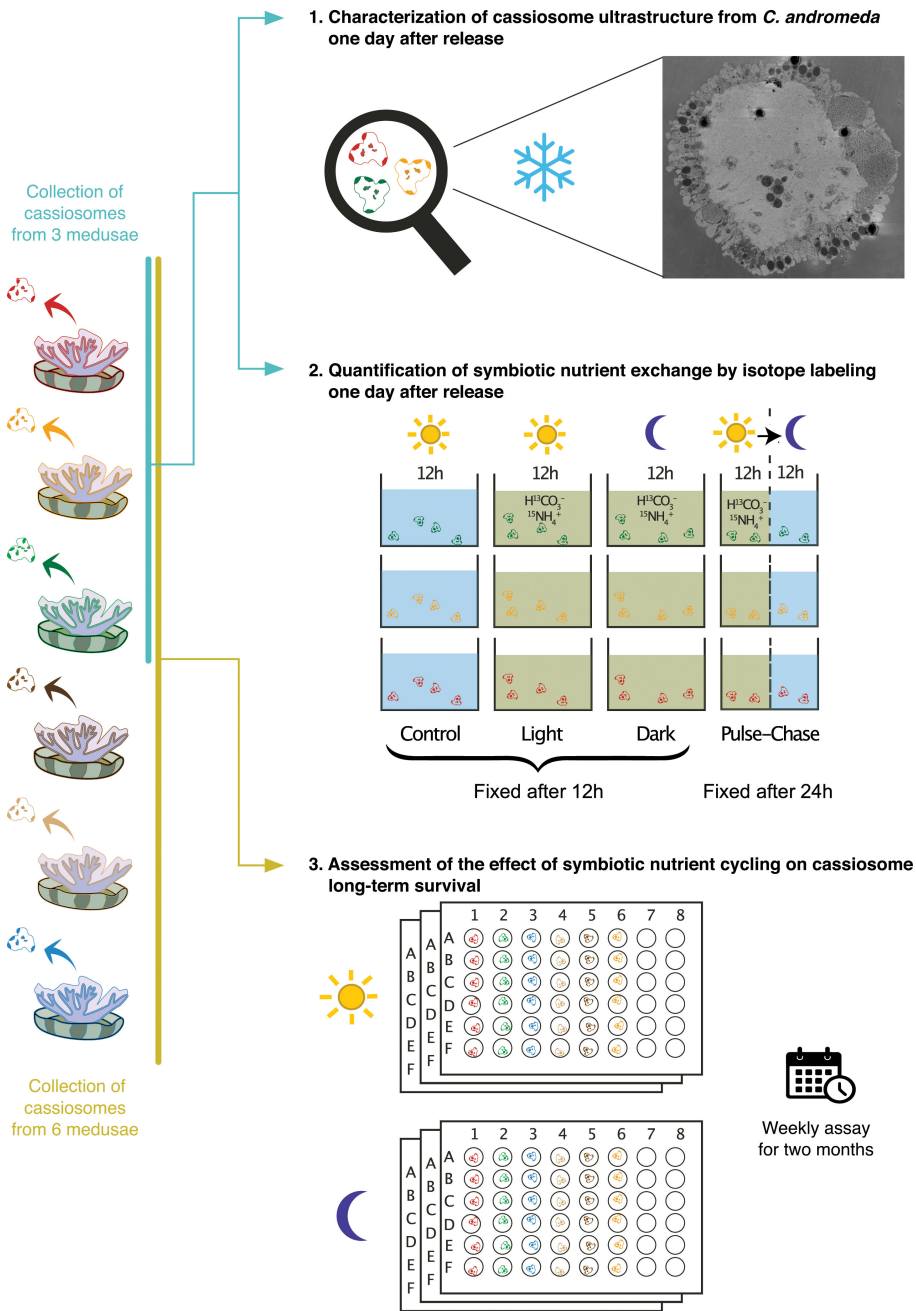 1. Characterization of cassiosome ultrastructure from C. andromeda
one day after release
Collection of
cassiosomes
from 3 medusae
2. Quantification of symbiotic nutrient exchange by isotope labeling
one day after release
12h 12h 12h 12h 12h
H¹³CO₃⁻ H¹³CO₃⁻ H¹³CO₃⁻
¹⁵NH₄⁺ ¹⁵NH₄⁺ ¹⁵NH₄⁺
Control Light Dark Pulse–Chase
Fixed after 12h Fixed after 24h
3. Assessment of the effect of symbiotic nutrient cycling on cassiosome
long-term survival
1 2 3 4 5 6 7 8
A A A
B B B
C C C
D D D
E E E
F F F
Collection of
cassiosomes
from 6 medusae
Weekly assay
for two months
1 2 3 4 5 6 7 8
A A A
B B B
C C C
D D D
E E E
F F F